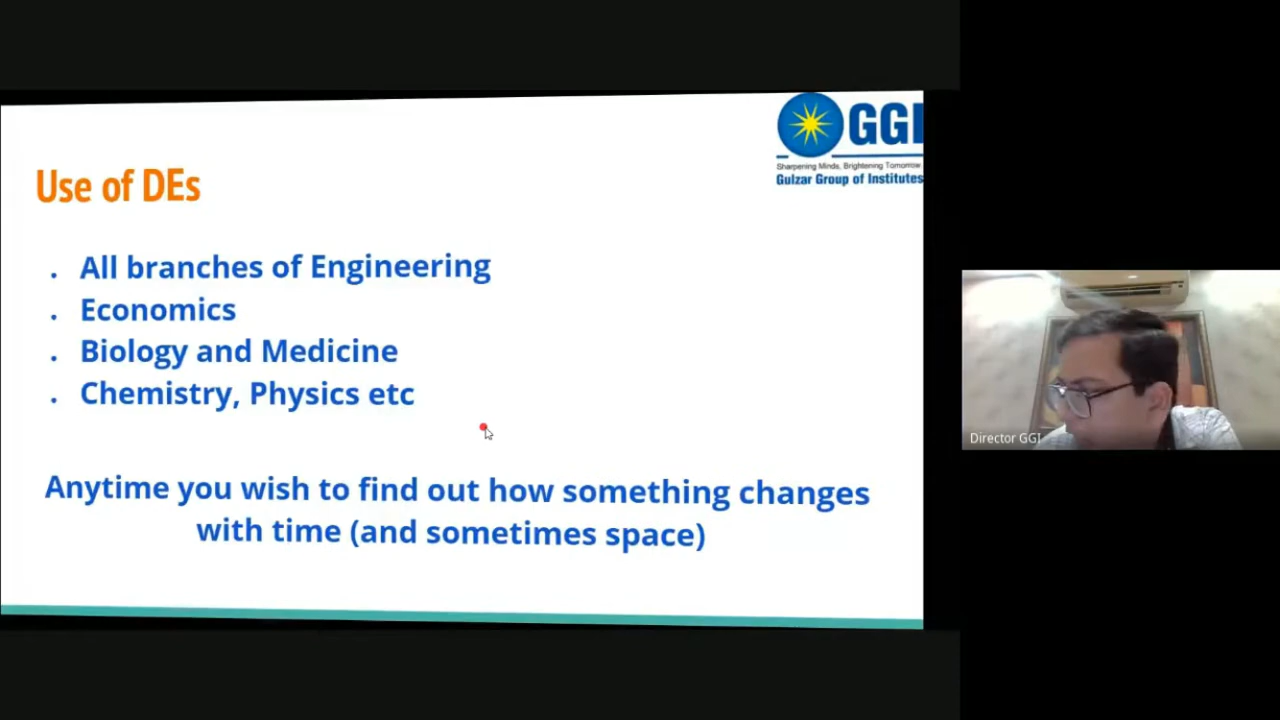 GGI
Sharpening Minds, Brightening Tomorrow
Gulzar Group of Institutes
Use of DEs
. All branches of Engineering
. Economics
. Biology and Medicine
. Chemistry, Physics etc
Anytime you wish to find out how something changes
with time (and sometimes space)
Director GGI